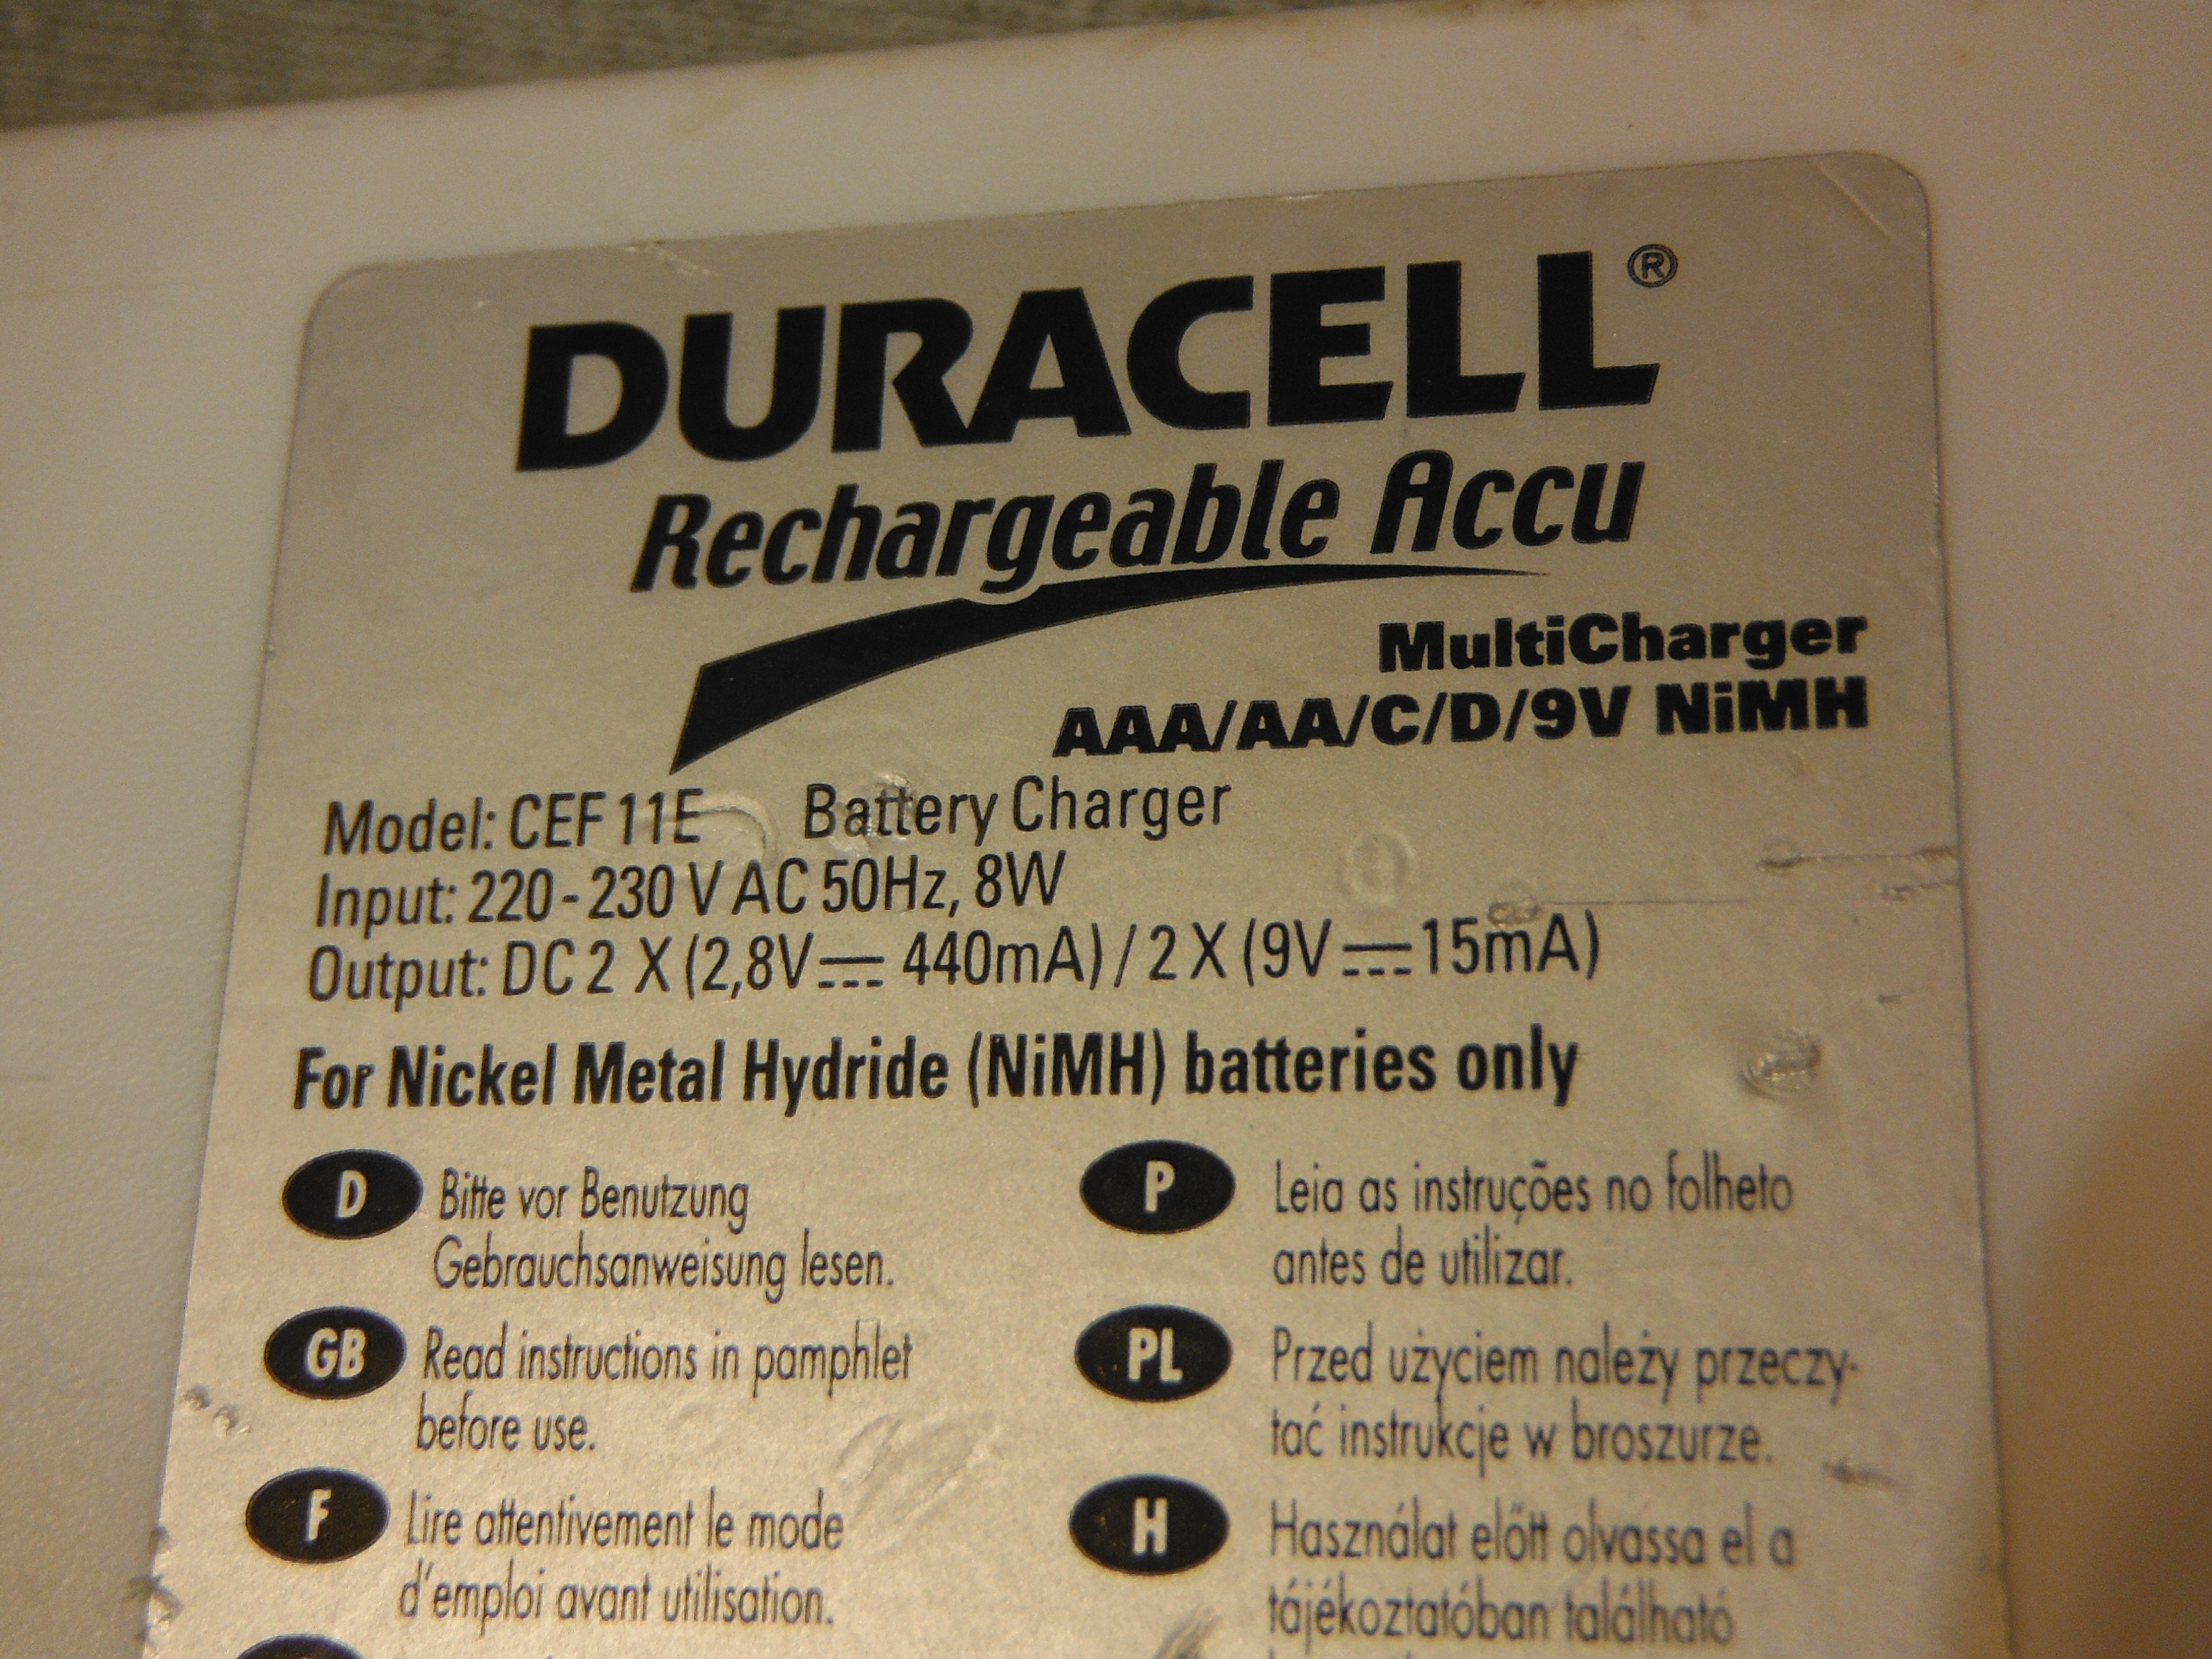 DURACELL®
Rechargeable Accu
MultiCharger
AAA/AA/C/D/9V NiMH
Model: CEF11E Battery Charger
Input: 220-230 V AC 50Hz, 8W
Output: DC 2 X (2,8V⎓ 440mA) / 2 X (9V⎓15mA)
For Nickel Metal Hydride (NiMH) batteries only
D Bitte vor Benutzung
Gebrauchsanweisung lesen.
GB Read instructions in pamphlet
before use.
F Lire attentivement le mode
d'emploi avant utilisation.
P Leia as instruções no folheto
antes de utilizar.
PL Przed użyciem należy przeczy-
tać instrukcje w broszurze.
H Használat előtt olvassa el a
tájékoztatóban található